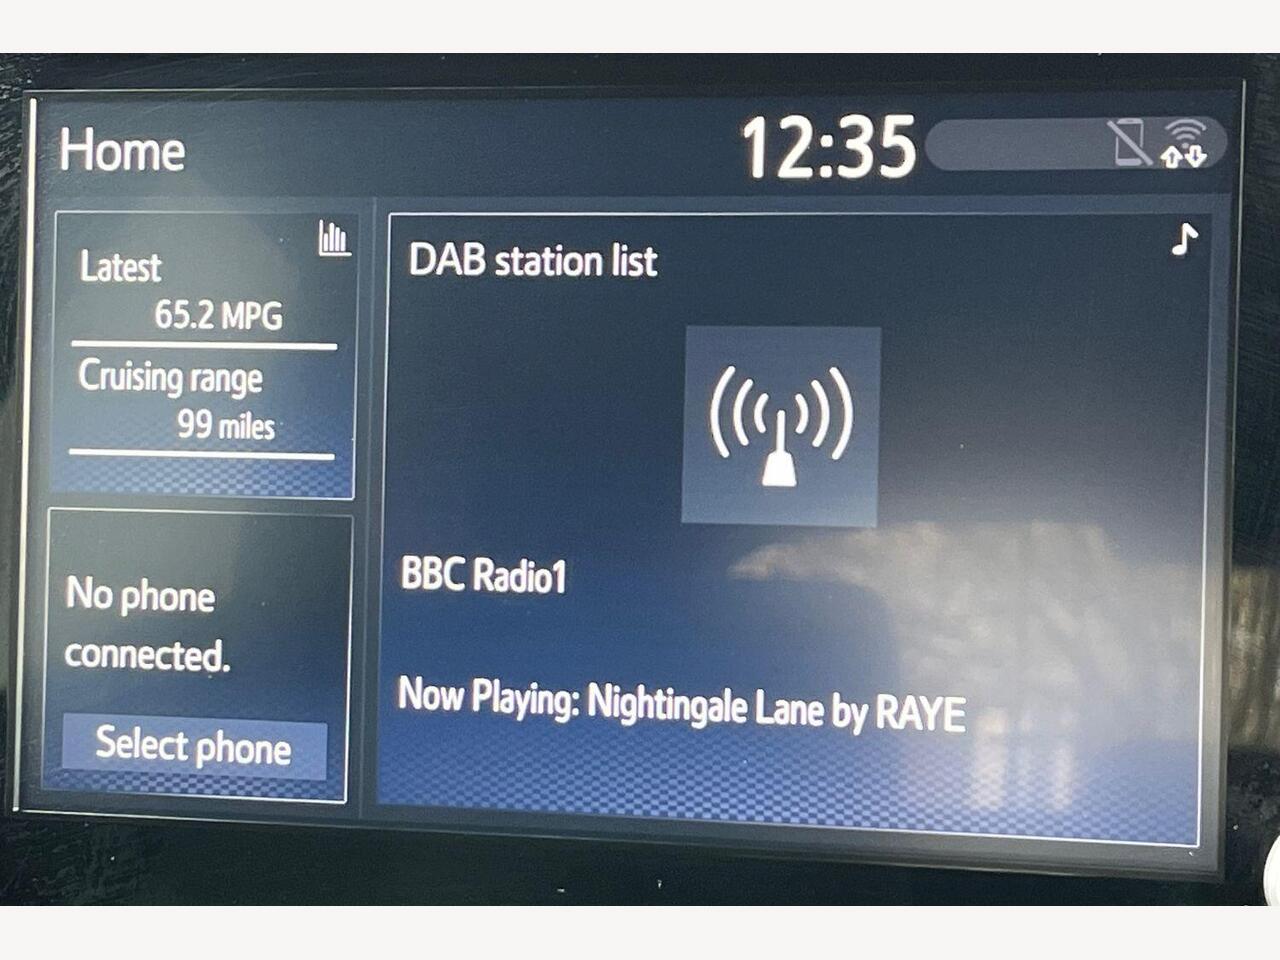 Home
12:35
Latest
65.2 MPG
Cruising range
99 miles
No phone
connected.
Select phone
DAB station list
BBC Radio1
Now Playing: Nightingale Lane by RAYE